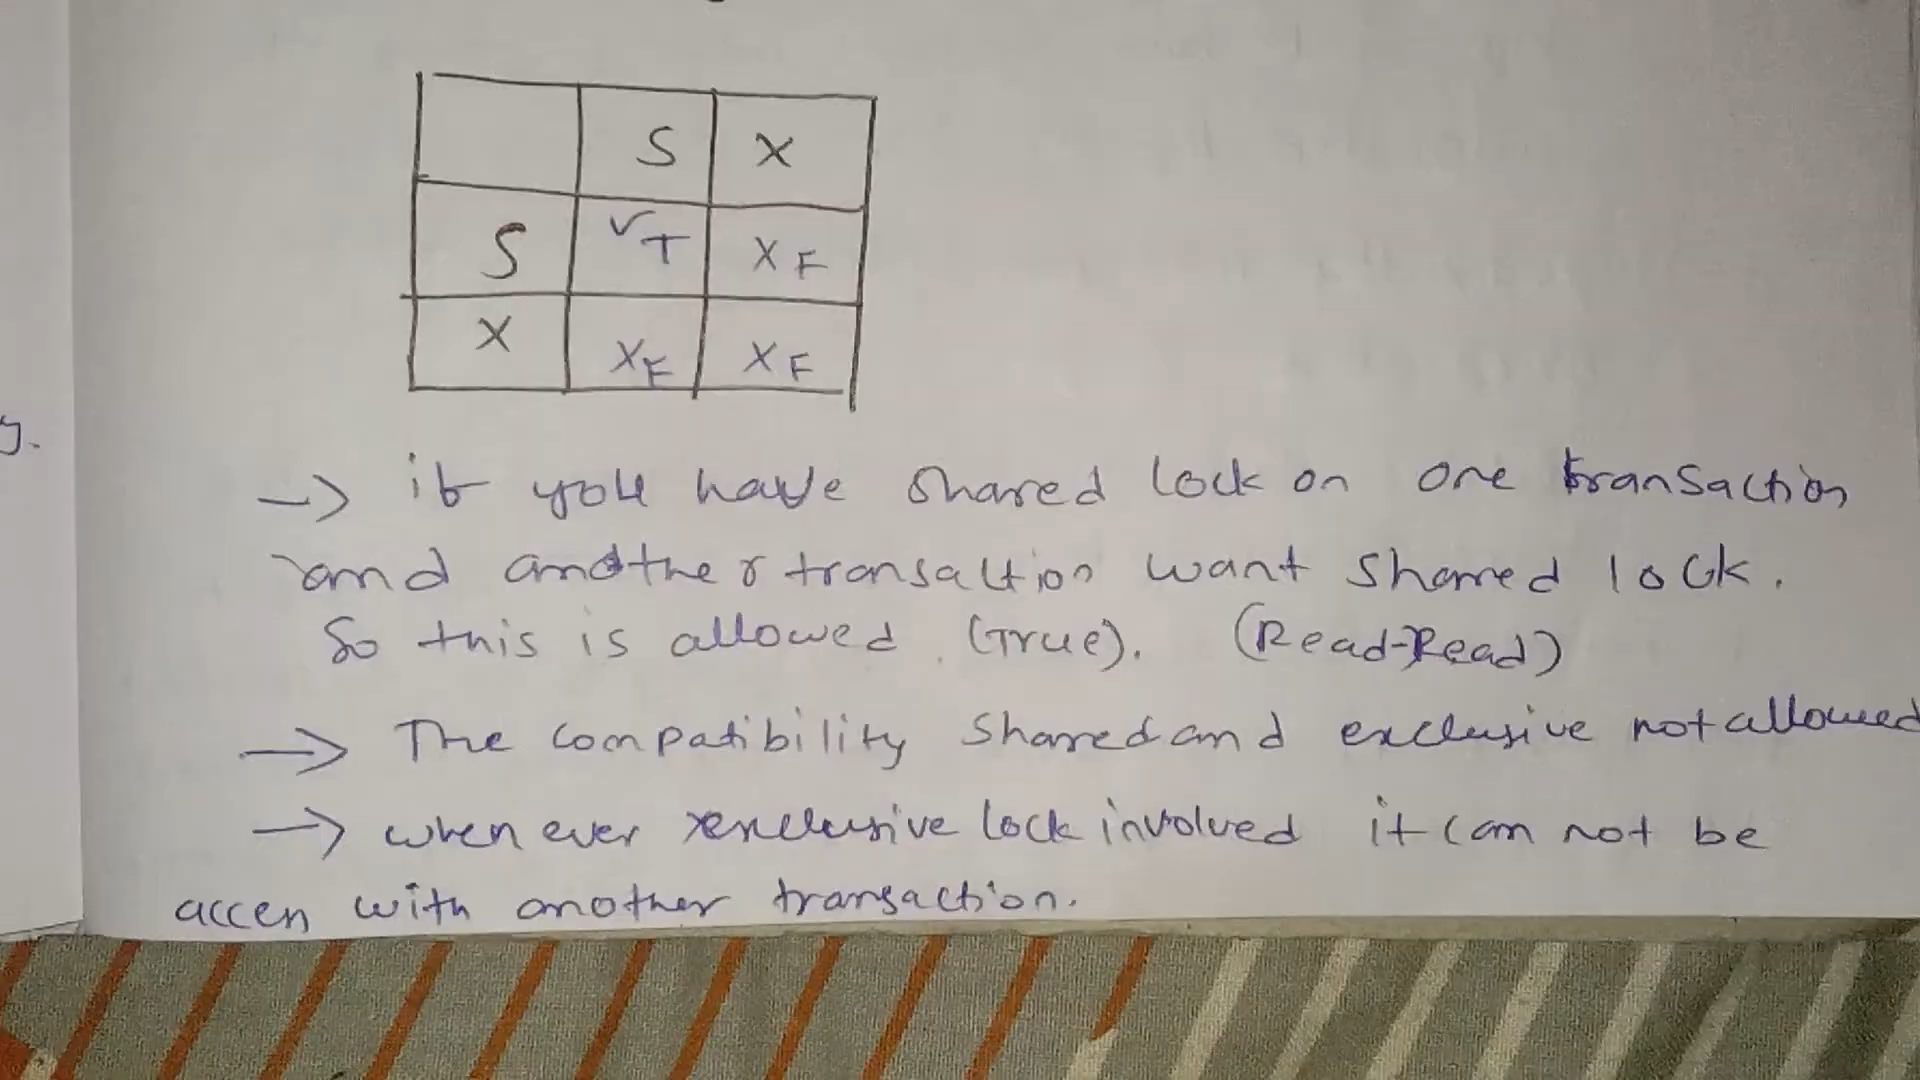 S X
S √T X F
X X F X F
y.
-> if you have shared lock on one transaction
and another transaction want shared lock.
So this is allowed. (True). (Read-Read)
-> The compatibility Shared and exclusive not allowed
-> when ever exclusive lock involved it can not be
accen with another transaction.